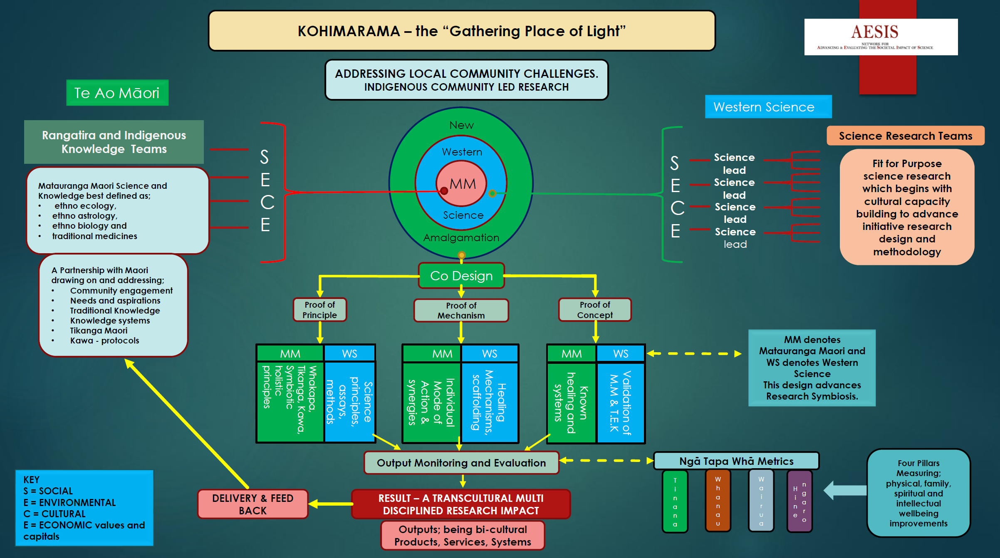 KOHIMARAMA – the “Gathering Place of Light”
AESIS
NETWORK FOR
ADVANCING & EVALUATING THE SOCIETAL IMPACT OF SCIENCE
ADDRESSING LOCAL COMMUNITY CHALLENGES.
INDIGENOUS COMMUNITY LED RESEARCH
Te Ao Māori
Rangatira and Indigenous
Knowledge Teams
Matauranga Maori Science and
Knowledge best defined as;
• ethno ecology,
• ethno astrology,
• ethno biology and
• traditional medicines
A Partnership with Maori
drawing on and addressing;
• Community engagement
• Needs and aspirations
• Traditional Knowledge
• Knowledge systems
• Tikanga Maori
• Kawa - protocols
S
E
C
E
New
Western
MM
Science
Amalgamation
Western Science
S
E
C
E
Science
lead
Science
lead
Science
lead
Science
lead
Science Research Teams
Fit for Purpose
science research
which begins with
cultural capacity
building to advance
initiative research
design and
methodology
Co Design
Proof of
Principle
Proof of
Mechanism
Proof of
Concept
MM
WS
Whakapa,
Tikanga, Kawa,
Symbiotic
holistic
principles
Science
principles,
assays,
methods
MM
WS
Individual
Mode of
Action &
synergies
Healing
Mechanisms,
scaffolding
MM
WS
Known
healing and
systems
Validation of
M.M & T.E.K
MM denotes
Matauranga Maori and
WS denotes Western
Science
This design advances
Research Symbiosis.
Output Monitoring and Evaluation
Ngā Tapa Whā Metrics
Tinana
Whanau
Wairua
Hine
ngaro
Four Pillars
Measuring;
physical, family,
spiritual and
intellectual
wellbeing
improvements
RESULT – A TRANSCULTURAL MULTI
DISCIPLINED RESEARCH IMPACT
Outputs; being bi-cultural
Products, Services, Systems
DELIVERY & FEED
BACK
KEY
S = SOCIAL
E = ENVIRONMENTAL
C = CULTURAL
E = ECONOMIC values and
capitals